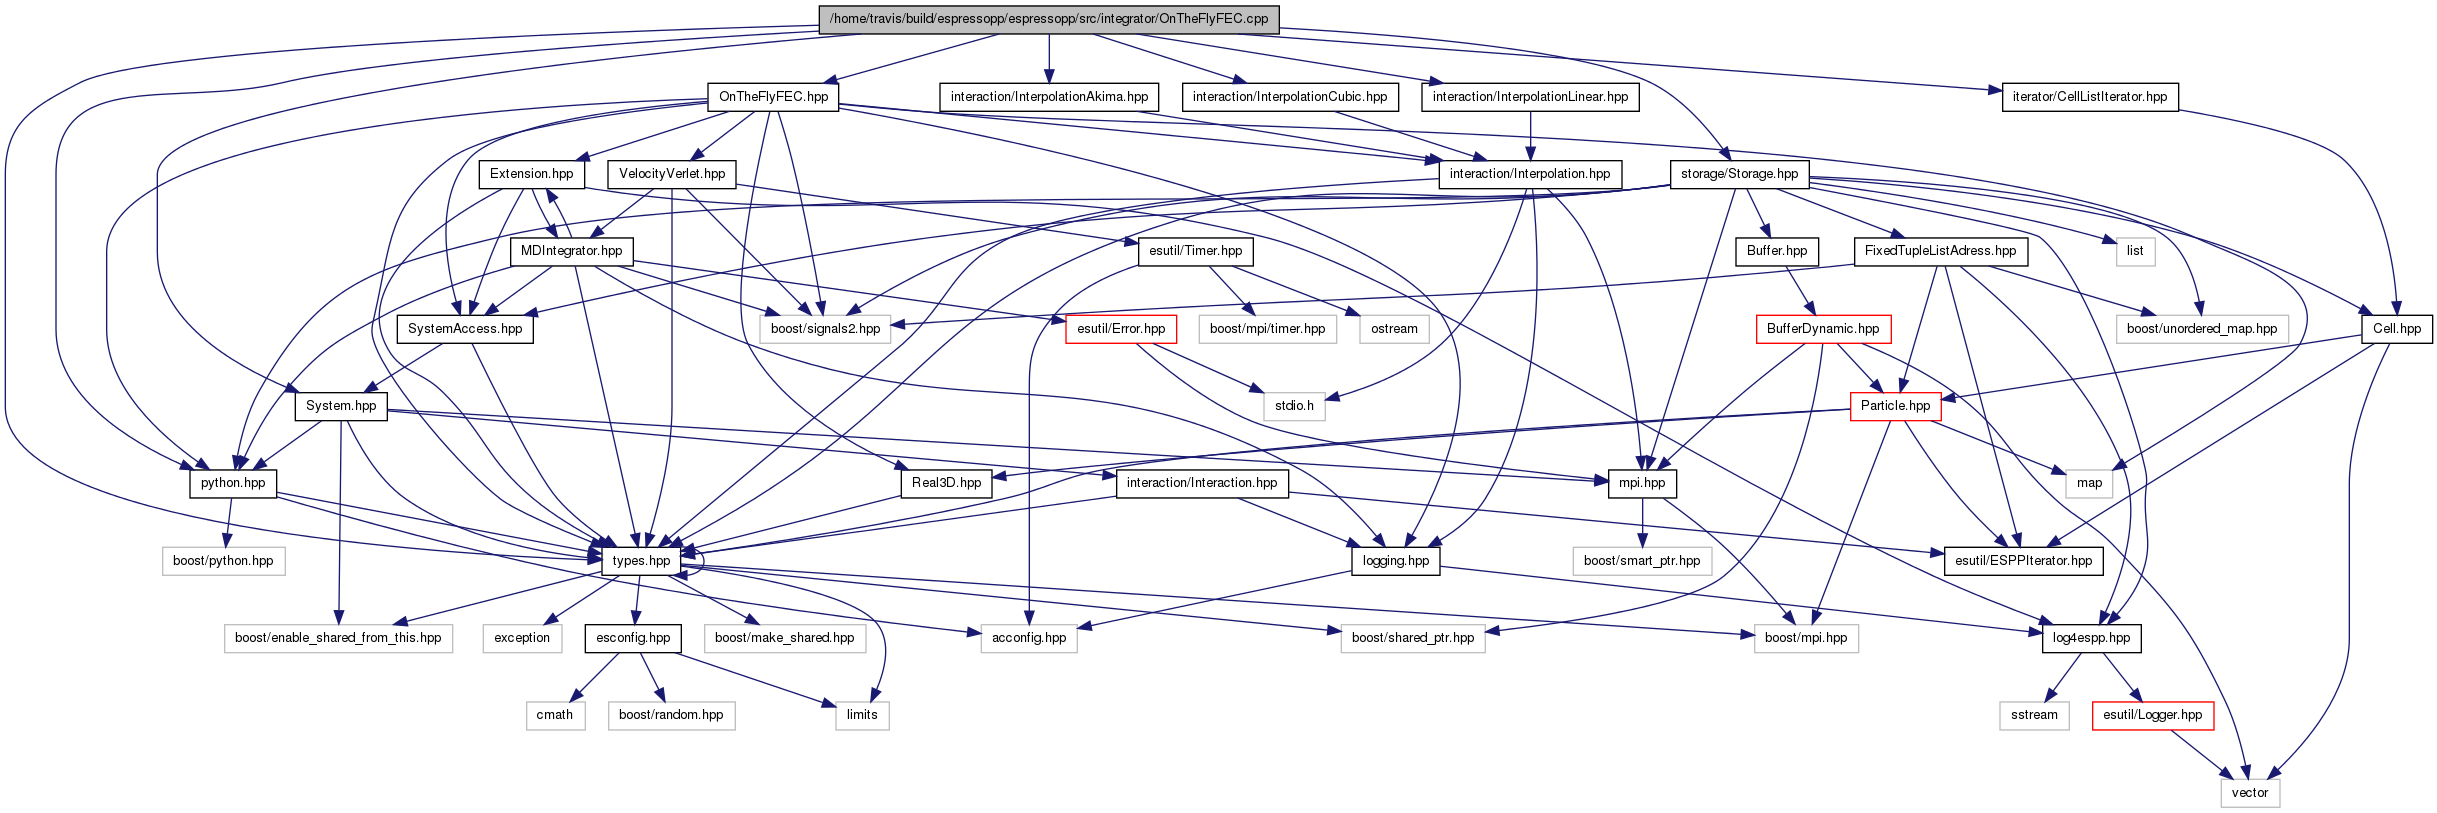 /home/travis/build/espressopp/espressopp/src/integrator/OnTheFlyFEC.cpp
OnTheFlyFEC.hpp
interaction/InterpolationAkima.hpp
interaction/InterpolationCubic.hpp
interaction/InterpolationLinear.hpp
iterator/CellListIterator.hpp
Extension.hpp
VelocityVerlet.hpp
interaction/Interpolation.hpp
storage/Storage.hpp
MDIntegrator.hpp
esutil/Timer.hpp
Buffer.hpp
FixedTupleListAdress.hpp
list
SystemAccess.hpp
boost/signals2.hpp
esutil/Error.hpp
boost/mpi/timer.hpp
ostream
BufferDynamic.hpp
boost/unordered_map.hpp
Cell.hpp
System.hpp
stdio.h
Particle.hpp
python.hpp
Real3D.hpp
interaction/Interaction.hpp
mpi.hpp
map
boost/python.hpp
types.hpp
logging.hpp
boost/smart_ptr.hpp
esutil/ESPPIterator.hpp
boost/enable_shared_from_this.hpp
exception
esconfig.hpp
boost/make_shared.hpp
acconfig.hpp
boost/shared_ptr.hpp
boost/mpi.hpp
log4espp.hpp
cmath
boost/random.hpp
limits
sstream
esutil/Logger.hpp
vector